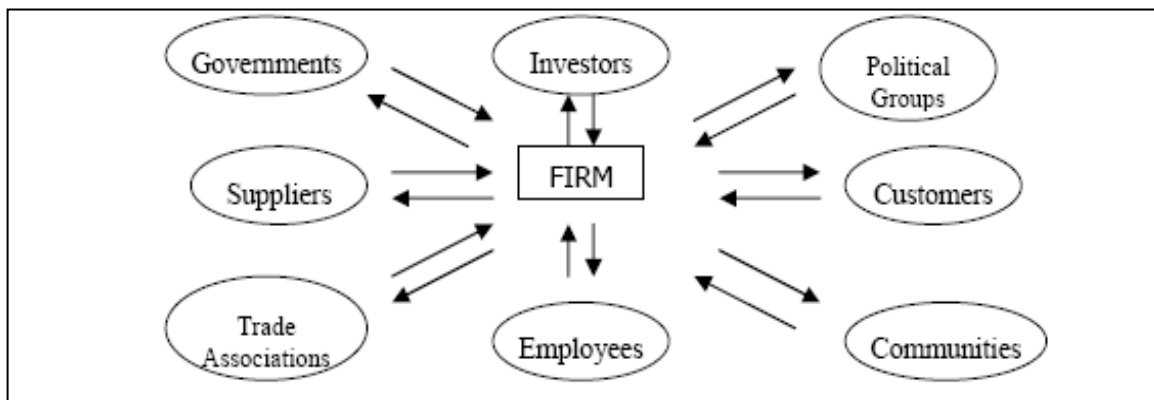 Governments
Investors
Political
Groups
Suppliers
FIRM
Customers
Trade
Associations
Employees
Communities